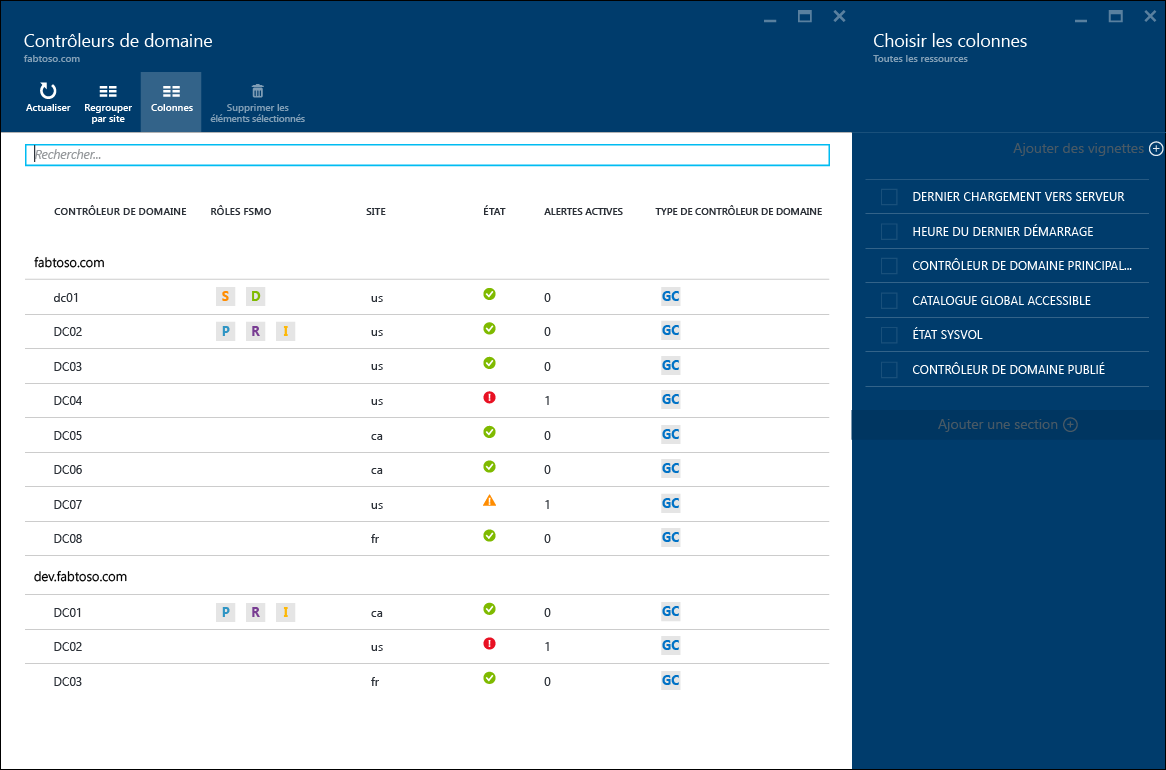 Contrôleurs de domaine
fabtoso.com
Actualiser
Regrouper
par site
Colonnes
Supprimer les
éléments sélectionnés
Rechercher...
CONTRÔLEUR DE DOMAINE RÔLES FSMO SITE ÉTAT ALERTES ACTIVES TYPE DE CONTRÔLEUR DE DOMAINE
fabtoso.com
dc01 S D us 0 GC
DC02 P R I us 0 GC
DC03 us 0 GC
DC04 us 1 GC
DC05 ca 0 GC
DC06 ca 0 GC
DC07 us 1 GC
DC08 fr 0 GC
dev.fabtoso.com
DC01 P R I ca 0 GC
DC02 us 1 GC
DC03 fr 0 GC
Choisir les colonnes
Toutes les ressources
Ajouter des vignettes
DERNIER CHARGEMENT VERS SERVEUR
HEURE DU DERNIER DÉMARRAGE
CONTRÔLEUR DE DOMAINE PRINCIPAL...
CATALOGUE GLOBAL ACCESSIBLE
ÉTAT SYSVOL
CONTRÔLEUR DE DOMAINE PUBLIÉ
Ajouter une section